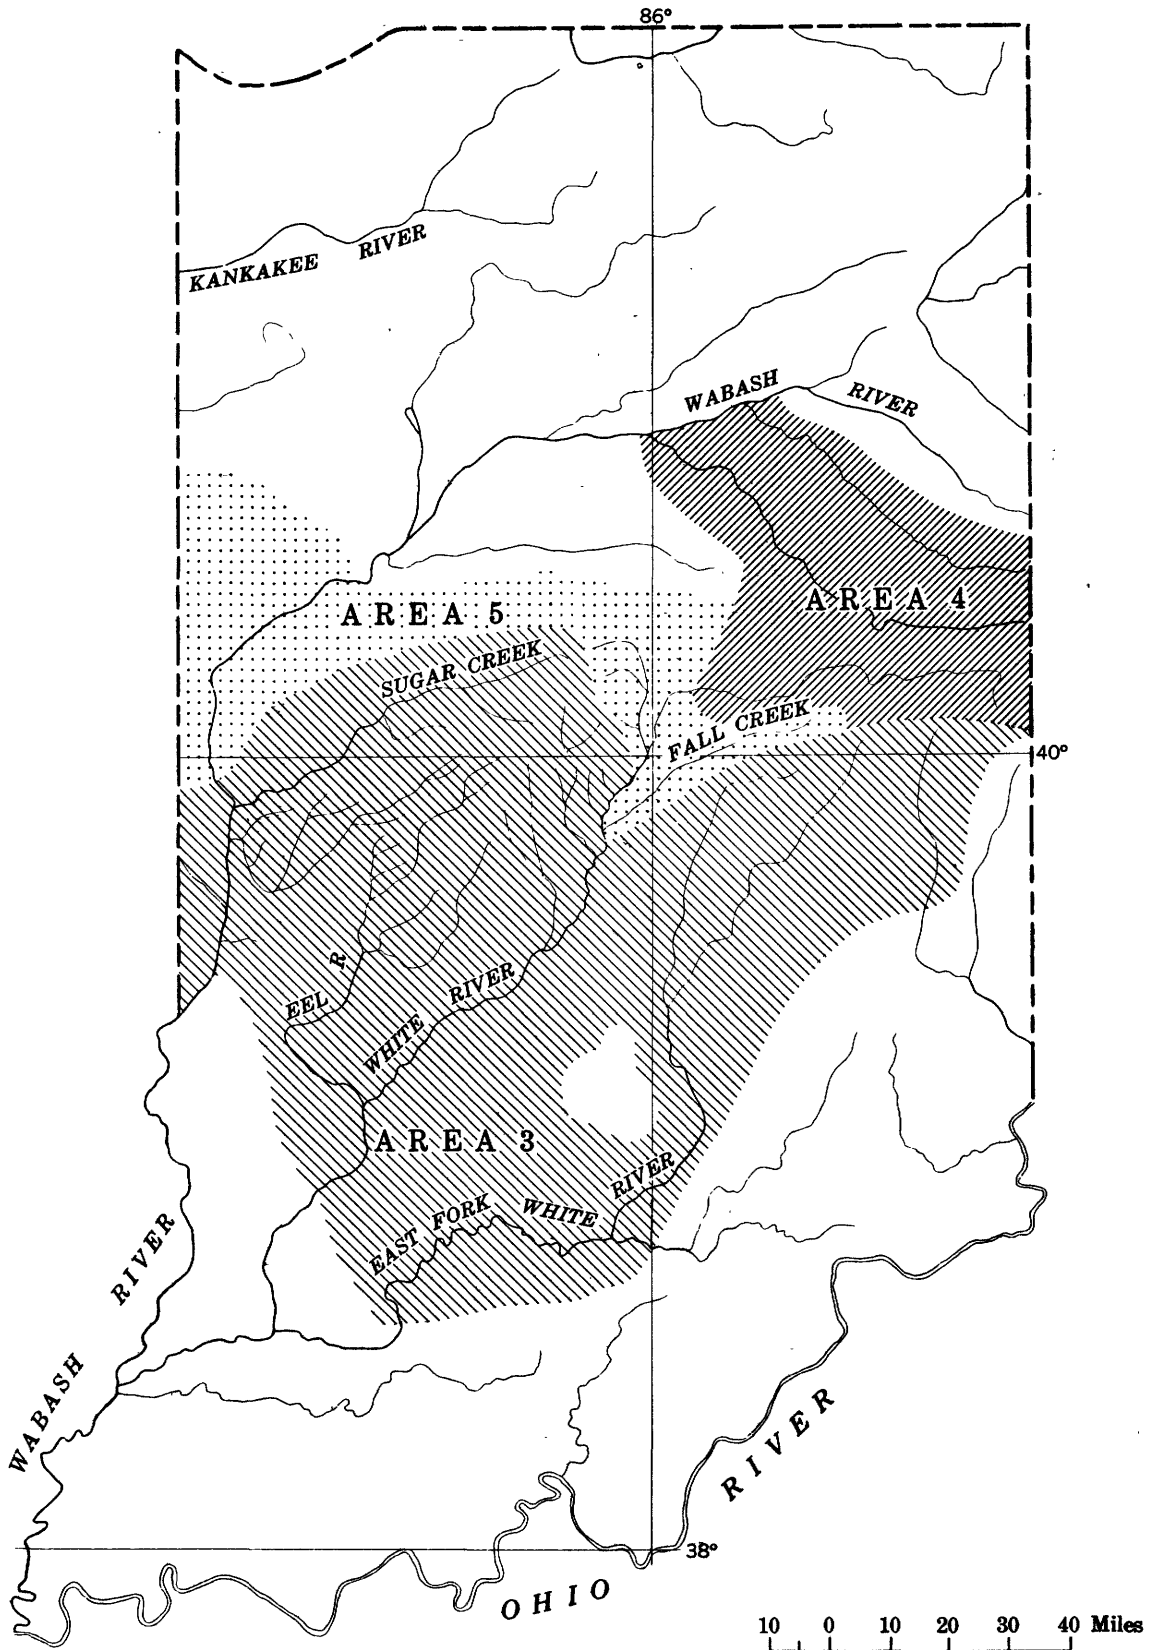 86°
KANKAKEE RIVER
WABASH RIVER
AREA 5
AREA 4
SUGAR CREEK
FALL CREEK
40°
EEL R
WHITE RIVER
AREA 3
EAST FORK WHITE RIVER
WABASH RIVER
OHIO RIVER
38°
10 0 10 20 30 40 Miles